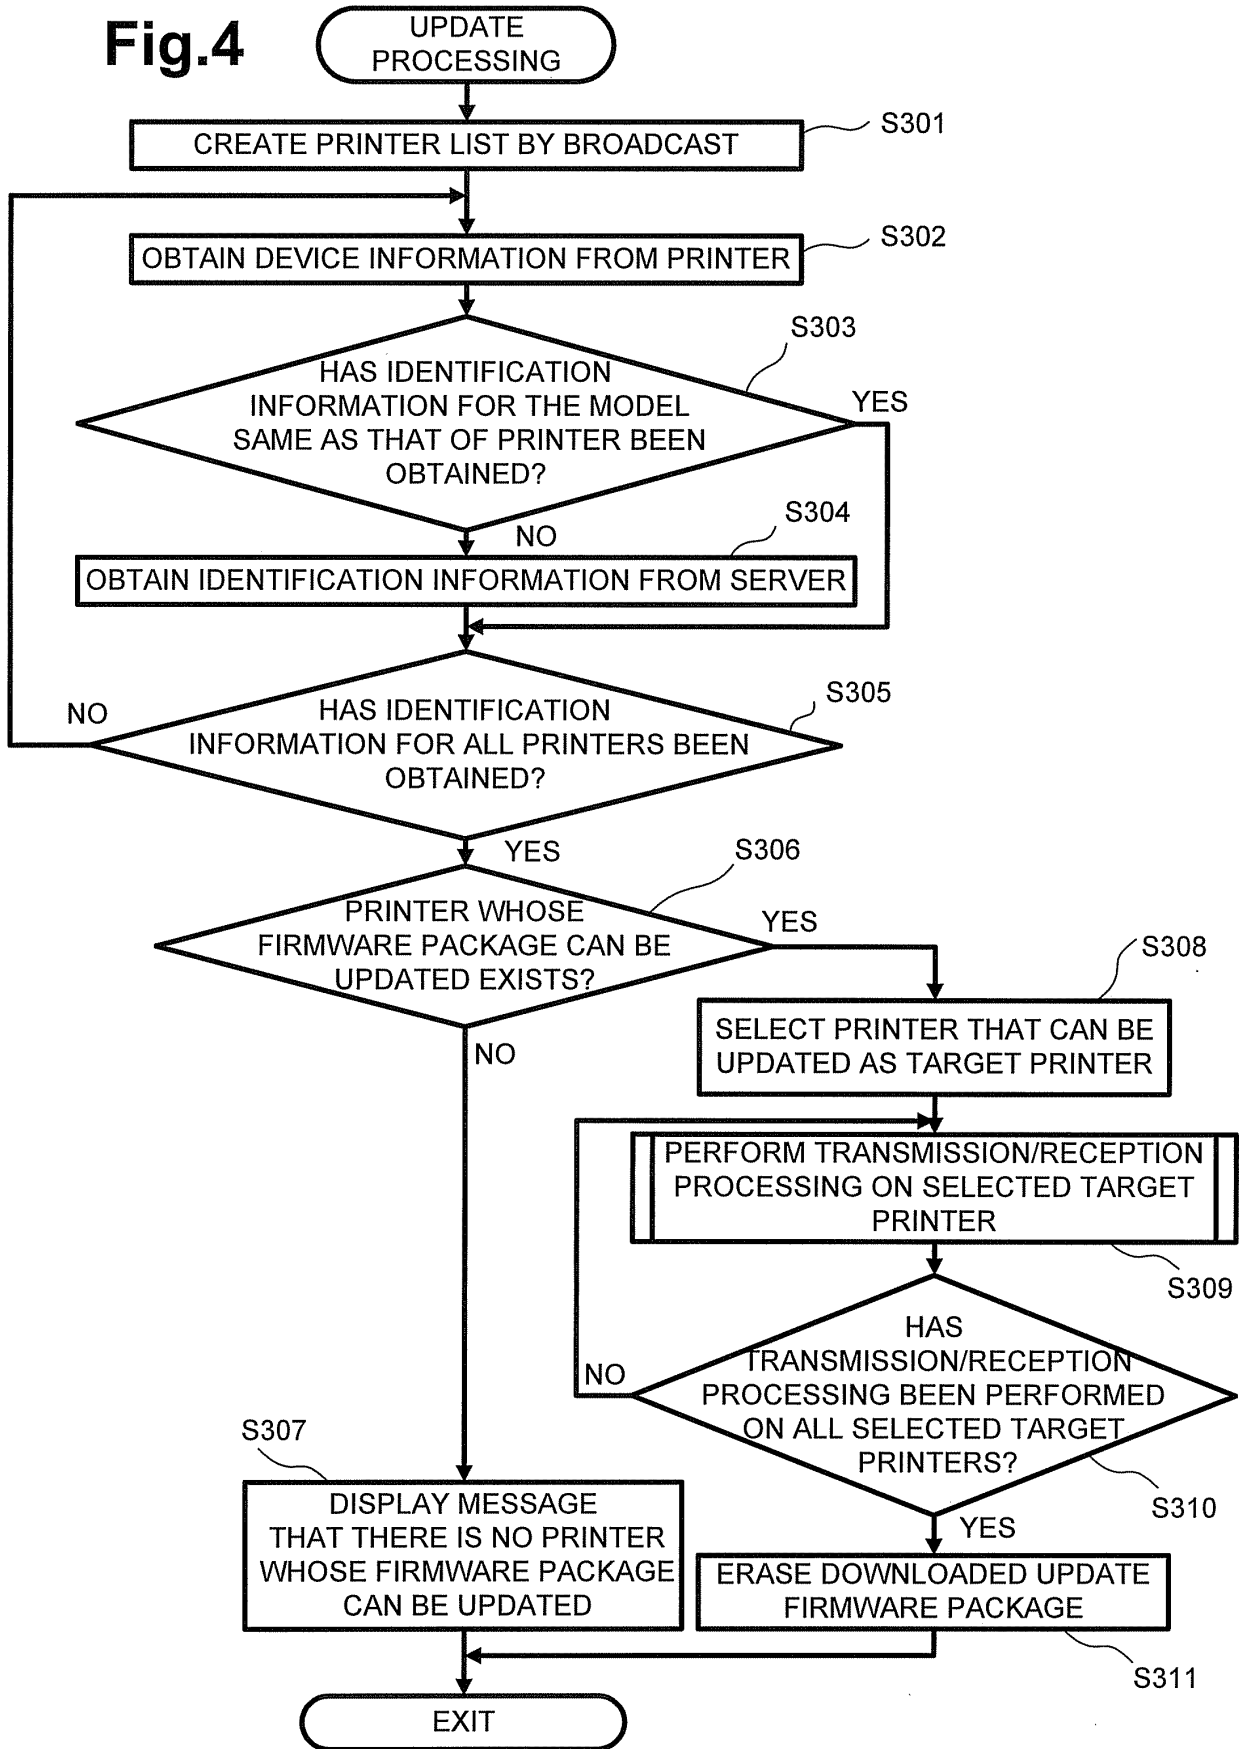 Fig.4
UPDATE
PROCESSING
S301
CREATE PRINTER LIST BY BROADCAST
S302
OBTAIN DEVICE INFORMATION FROM PRINTER
S303
HAS IDENTIFICATION
INFORMATION FOR THE MODEL
SAME AS THAT OF PRINTER BEEN
OBTAINED?
YES
NO
S304
OBTAIN IDENTIFICATION INFORMATION FROM SERVER
S305
NO
HAS IDENTIFICATION
INFORMATION FOR ALL PRINTERS BEEN
OBTAINED?
YES
S306
PRINTER WHOSE
FIRMWARE PACKAGE CAN BE
UPDATED EXISTS?
YES
NO
S308
SELECT PRINTER THAT CAN BE
UPDATED AS TARGET PRINTER
PERFORM TRANSMISSION/RECEPTION
PROCESSING ON SELECTED TARGET
PRINTER
S309
HAS
TRANSMISSION/RECEPTION
PROCESSING BEEN PERFORMED
ON ALL SELECTED TARGET
PRINTERS?
NO
S310
YES
S307
DISPLAY MESSAGE
THAT THERE IS NO PRINTER
WHOSE FIRMWARE PACKAGE
CAN BE UPDATED
ERASE DOWNLOADED UPDATE
FIRMWARE PACKAGE
S311
EXIT